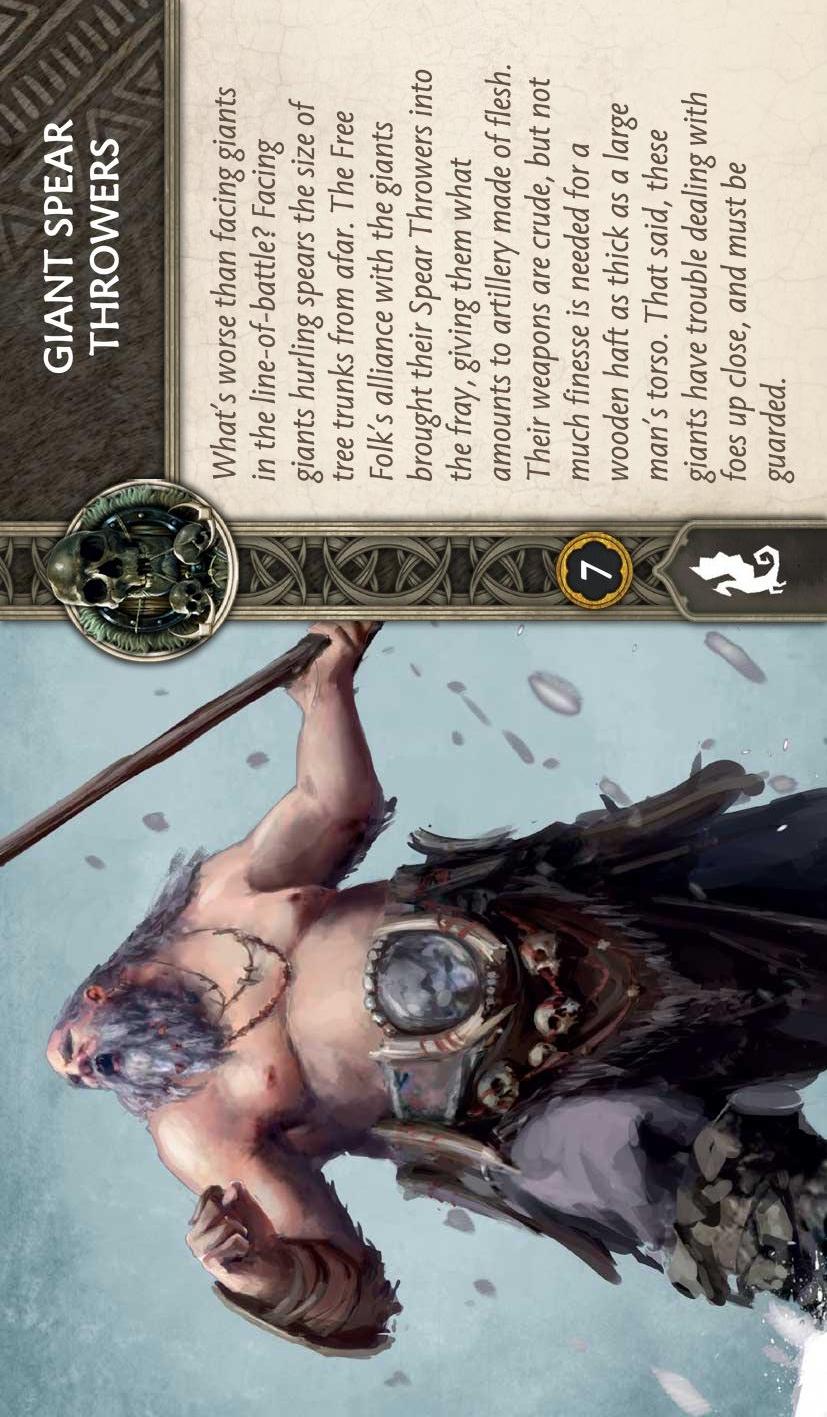 GIANT SPEAR
THROWERS
What's worse than facing giants
in the line-of-battle? Facing
giants hurling spears the size of
tree trunks from afar. The Free
Folk's alliance with the giants
brought their Spear Throwers into
the fray, giving them what
amounts to artillery made of flesh.
Their weapons are crude, but not
much finesse is needed for a
wooden haft as thick as a large
man's torso. That said, these
giants have trouble dealing with
foes up close, and must be
guarded.
7